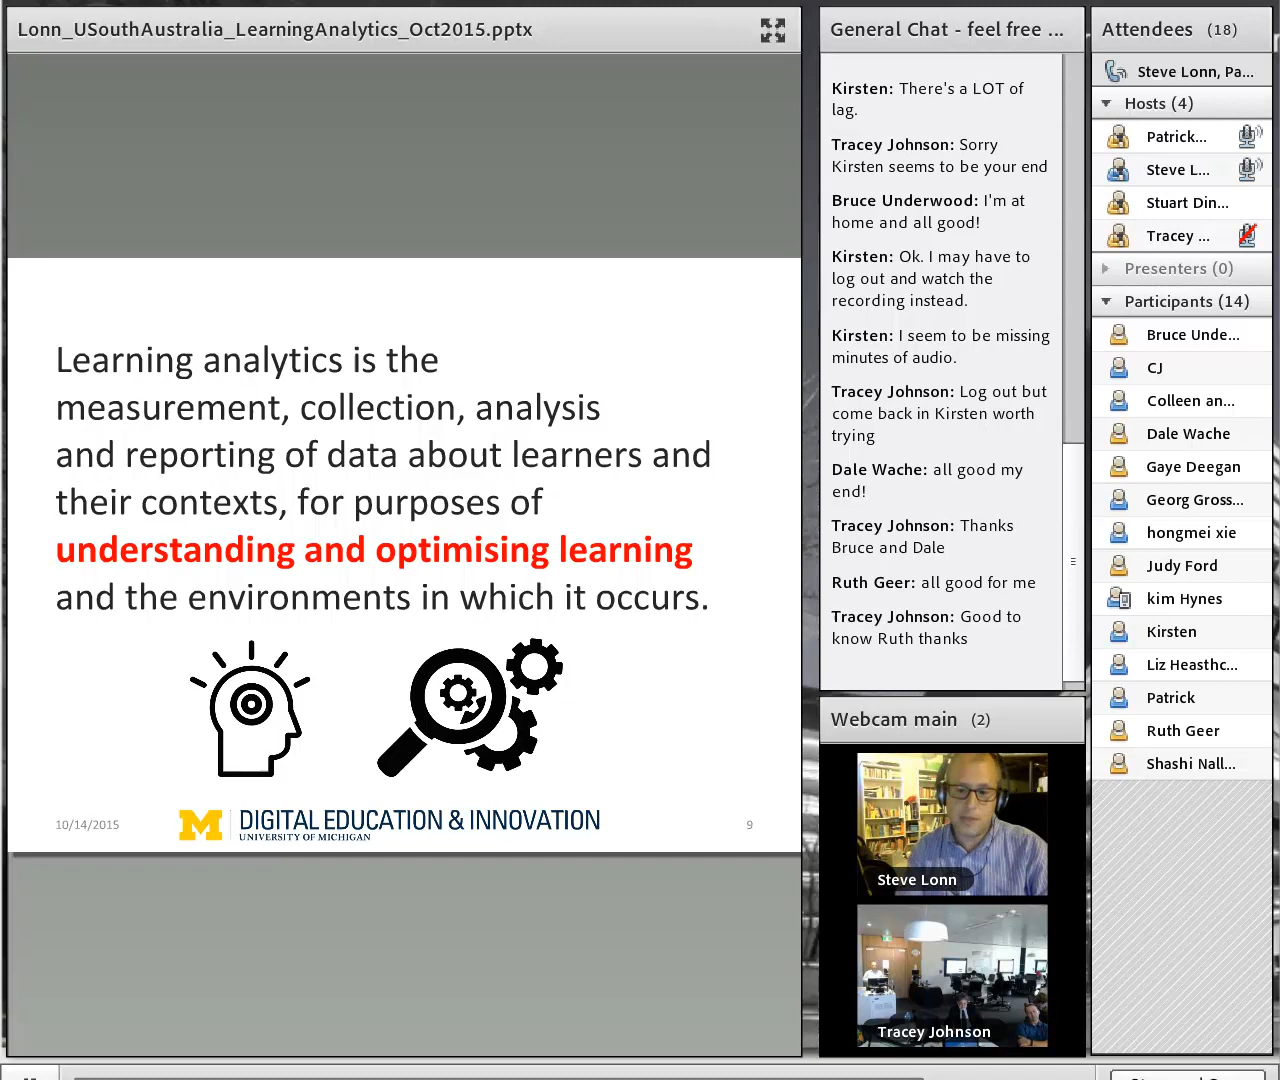 Lonn_USouthAustralia_LearningAnalytics_Oct2015.pptx
Learning analytics is the
measurement, collection, analysis
and reporting of data about learners and
their contexts, for purposes of
understanding and optimising learning
and the environments in which it occurs.
10/14/2015
M
DIGITAL EDUCATION & INNOVATION
UNIVERSITY OF MICHIGAN
9
General Chat - feel free ...
Kirsten: There's a LOT of
lag.
Tracey Johnson: Sorry
Kirsten seems to be your end
Bruce Underwood: I'm at
home and all good!
Kirsten: Ok. I may have to
log out and watch the
recording instead.
Kirsten: I seem to be missing
minutes of audio.
Tracey Johnson: Log out but
come back in Kirsten worth
trying
Dale Wache: all good my
end!
Tracey Johnson: Thanks
Bruce and Dale
Ruth Geer: all good for me
Tracey Johnson: Good to
know Ruth thanks
Webcam main (2)
Steve Lonn
Tracey Johnson
Attendees (18)
Steve Lonn, Pa...
Hosts (4)
Patrick...
Steve L...
Stuart Din...
Tracey ...
Presenters (0)
Participants (14)
Bruce Unde...
CJ
Colleen an...
Dale Wache
Gaye Deegan
Georg Gross...
hongmei xie
Judy Ford
kim Hynes
Kirsten
Liz Heasthc...
Patrick
Ruth Geer
Shashi Nall...